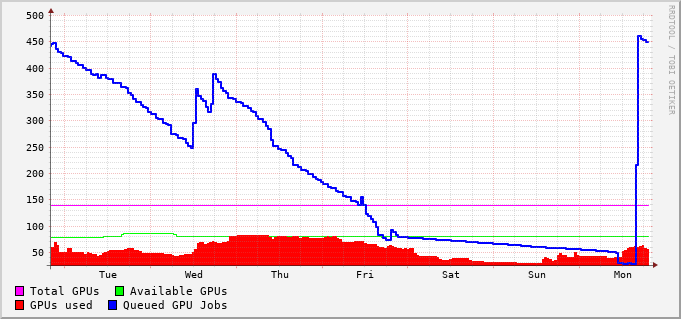 500
450
400
350
300
250
200
150
100
50
Tue Wed Thu Fri Sat Sun Mon
Total GPUs Available GPUs
GPUs used Queued GPU Jobs
RRDTOOL / TOBI OETIKER